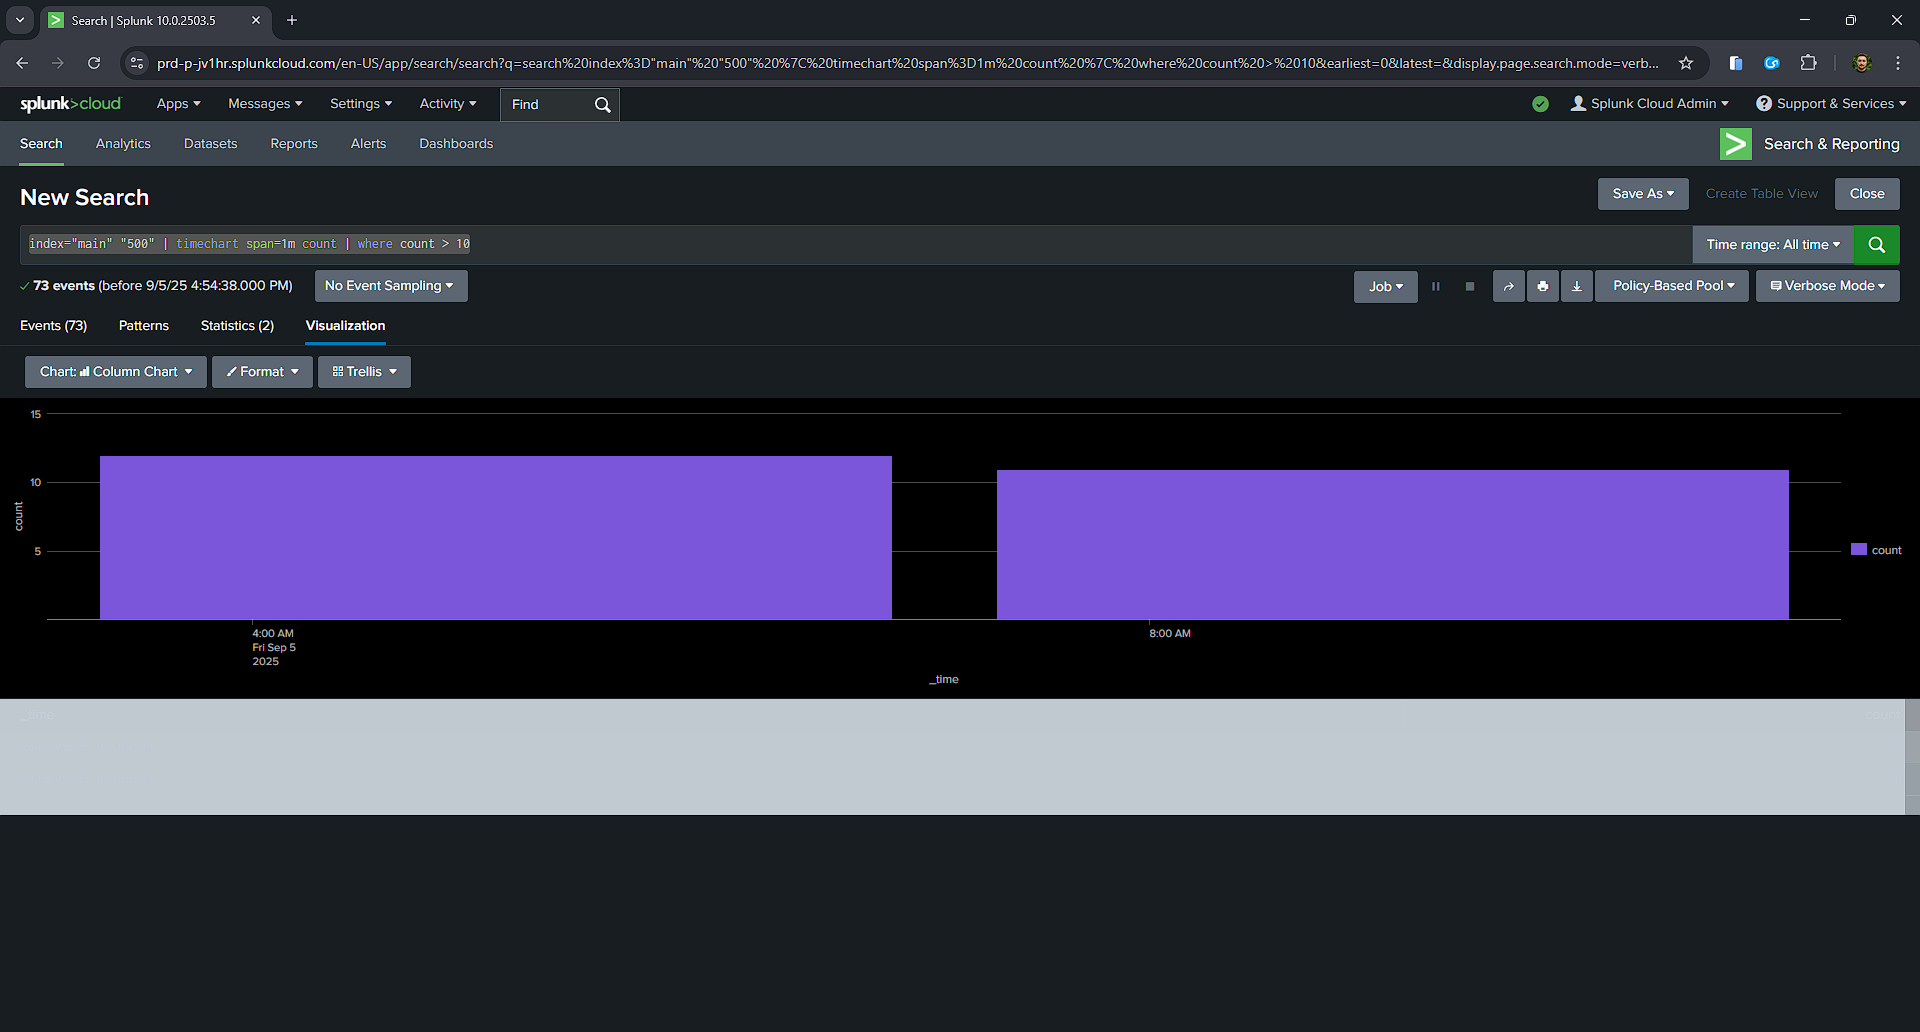 Search | Splunk 10.0.2503.5
prd-p-jv1hr.splunkcloud.com/en-US/app/search/search?q=search%20index%3D"main"%20"500"%20%7C%20timechart%20span%3D1m%20count%20%7C%20where%20count%20>%2010&earliest=0&latest=&display.page.search.mode=verb...
splunk>cloud Apps Messages Settings Activity Find Splunk Cloud Admin Support & Services
Search Analytics Datasets Reports Alerts Dashboards Search & Reporting
New Search Save As Create Table View Close
index="main" "500" | timechart span=1m count | where count > 10 Time range: All time
73 events (before 9/5/25 4:54:38.000 PM) No Event Sampling Job Policy-Based Pool Verbose Mode
Events (73) Patterns Statistics (2) Visualization
Chart: Column Chart Format Trellis
15
10
5
count
count
4:00 AM 8:00 AM
Fri Sep 5
2025
_time
_time count